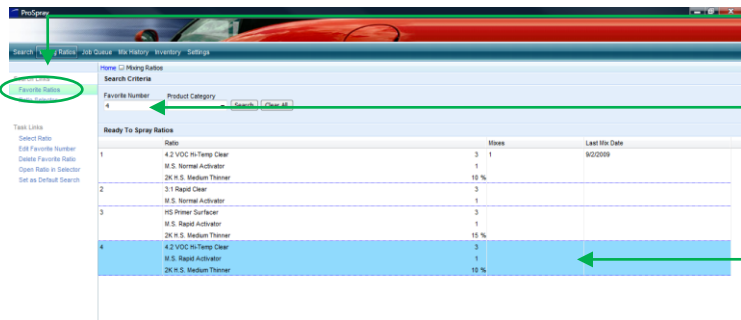 ProSpray
Search Mixing Ratios Job Queue Mix History Inventory Settings
Home Mixing Ratios
Search Links
Search Criteria
Favorite Ratios
Favorite Number Product Category
4 Search Clear All
Task Links
Ready To Spray Ratios
Select Ratio
Edit Favorite Number
Delete Favorite Ratio
Open Ratio in Selector
Set as Default Search
Ratio Mixes Last Mix Date
1 4.2 VOC Hi-Temp Clear 3 1 9/2/2009
M.S. Normal Activator 1
2K H.S. Medium Thinner 10 %
2 3:1 Rapid Clear 3
M.S. Normal Activator 1
3 HS Primer Surfacer 3
M.S. Rapid Activator 1
2K H.S. Medium Thinner 15 %
4 4.2 VOC Hi-Temp Clear 3
M.S. Rapid Activator 1
2K H.S. Medium Thinner 10 %